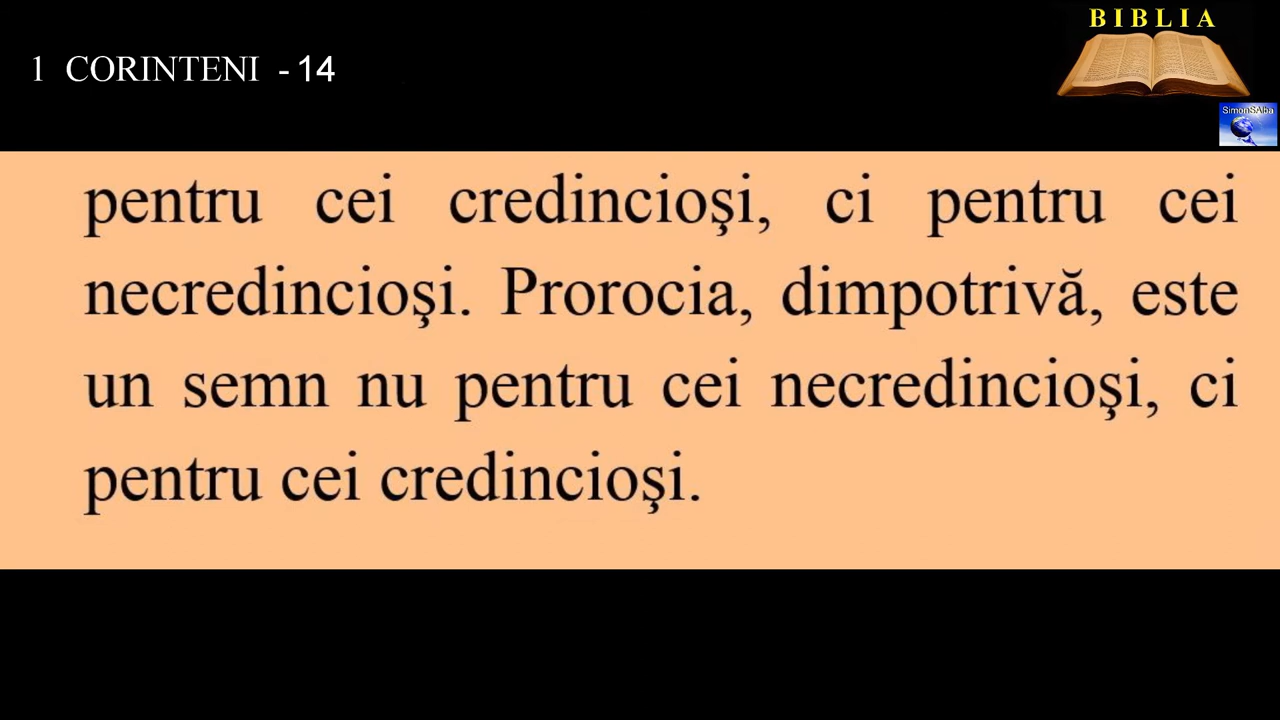 BIBLIA
1 CORINTENI - 14
SimonSAlba
pentru cei credincioşi, ci pentru cei
necredincioşi. Prorocia, dimpotrivă, este
un semn nu pentru cei necredincioşi, ci
pentru cei credincioşi.